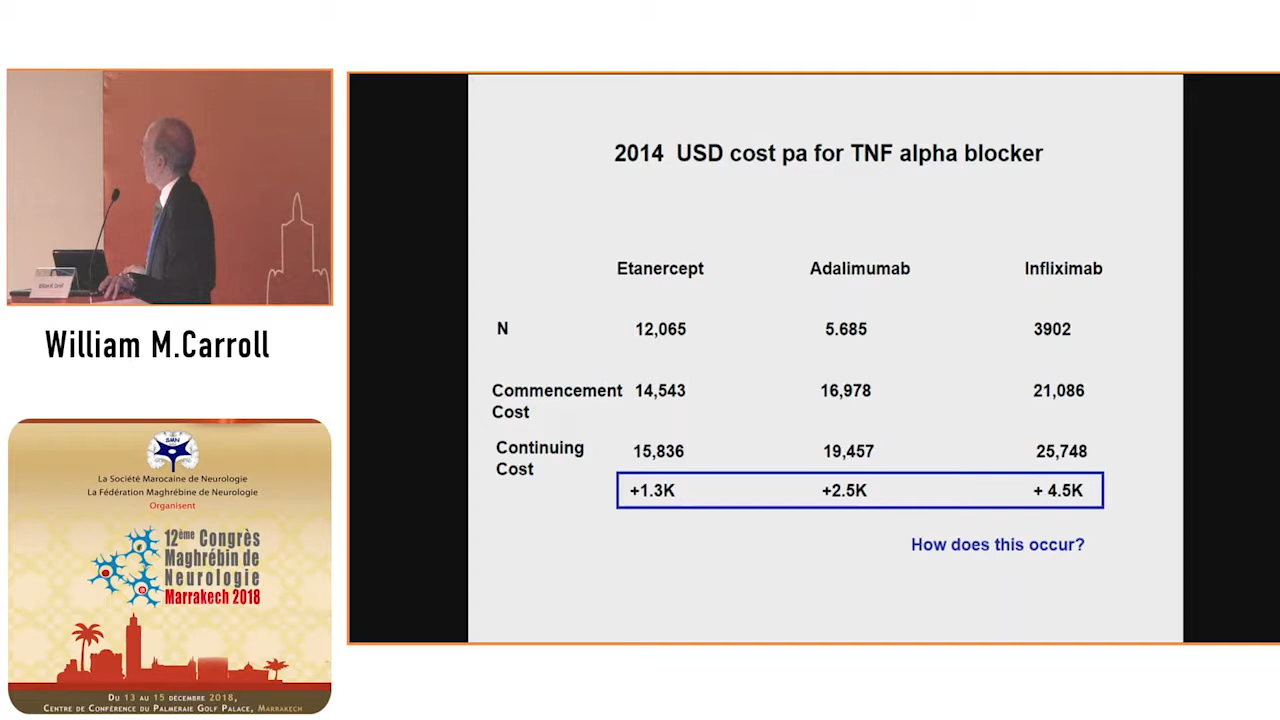 2014 USD cost pa for TNF alpha blocker
Etanercept Adalimumab Infliximab
N 12,065 5.685 3902
Commencement Cost 14,543 16,978 21,086
Continuing Cost 15,836 19,457 25,748
+1.3K +2.5K + 4.5K
How does this occur?
William M. Carroll
William M.Carroll
SMN
La Société Marocaine de Neurologie
La Fédération Maghrébine de Neurologie
Organisent
12ème Congrès
Maghrébin de
Neurologie
Marrakech 2018
Du 13 au 15 décembre 2018,
Centre de Conférence du Palmeraie Golf Palace, Marrakech